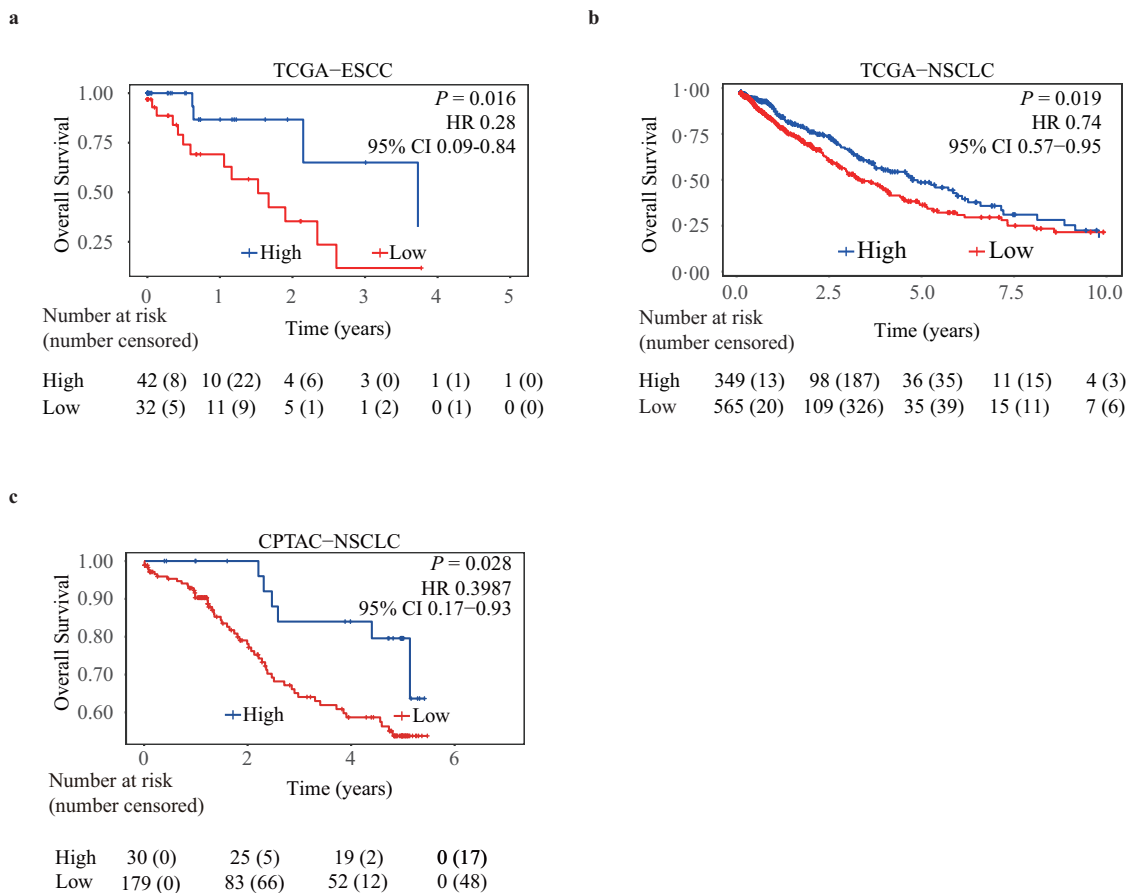 a
TCGA−ESCC
1.00
0.75
0.50
0.25
Overall Survival
P = 0.016
HR 0.28
95% CI 0.09-0.84
High Low
0 1 2 3 4 5
Time (years)
Number at risk
(number censored)
High 42 (8) 10 (22) 4 (6) 3 (0) 1 (1) 1 (0)
Low 32 (5) 11 (9) 5 (1) 1 (2) 0 (1) 0 (0)
b
TCGA−NSCLC
1·00
0·75
0·50
0·25
0·00
Overall Survival
P = 0.019
HR 0.74
95% CI 0.57−0.95
High Low
0.0 2.5 5.0 7.5 10.0
Time (years)
Number at risk
(number censored)
High 349 (13) 98 (187) 36 (35) 11 (15) 4 (3)
Low 565 (20) 109 (326) 35 (39) 15 (11) 7 (6)
c
CPTAC−NSCLC
1.00
0.90
0.80
0.70
0.60
Overall Survival
P = 0.028
HR 0.3987
95% CI 0.17−0.93
High Low
0 2 4 6
Time (years)
Number at risk
(number censored)
High 30 (0) 25 (5) 19 (2) 0 (17)
Low 179 (0) 83 (66) 52 (12) 0 (48)